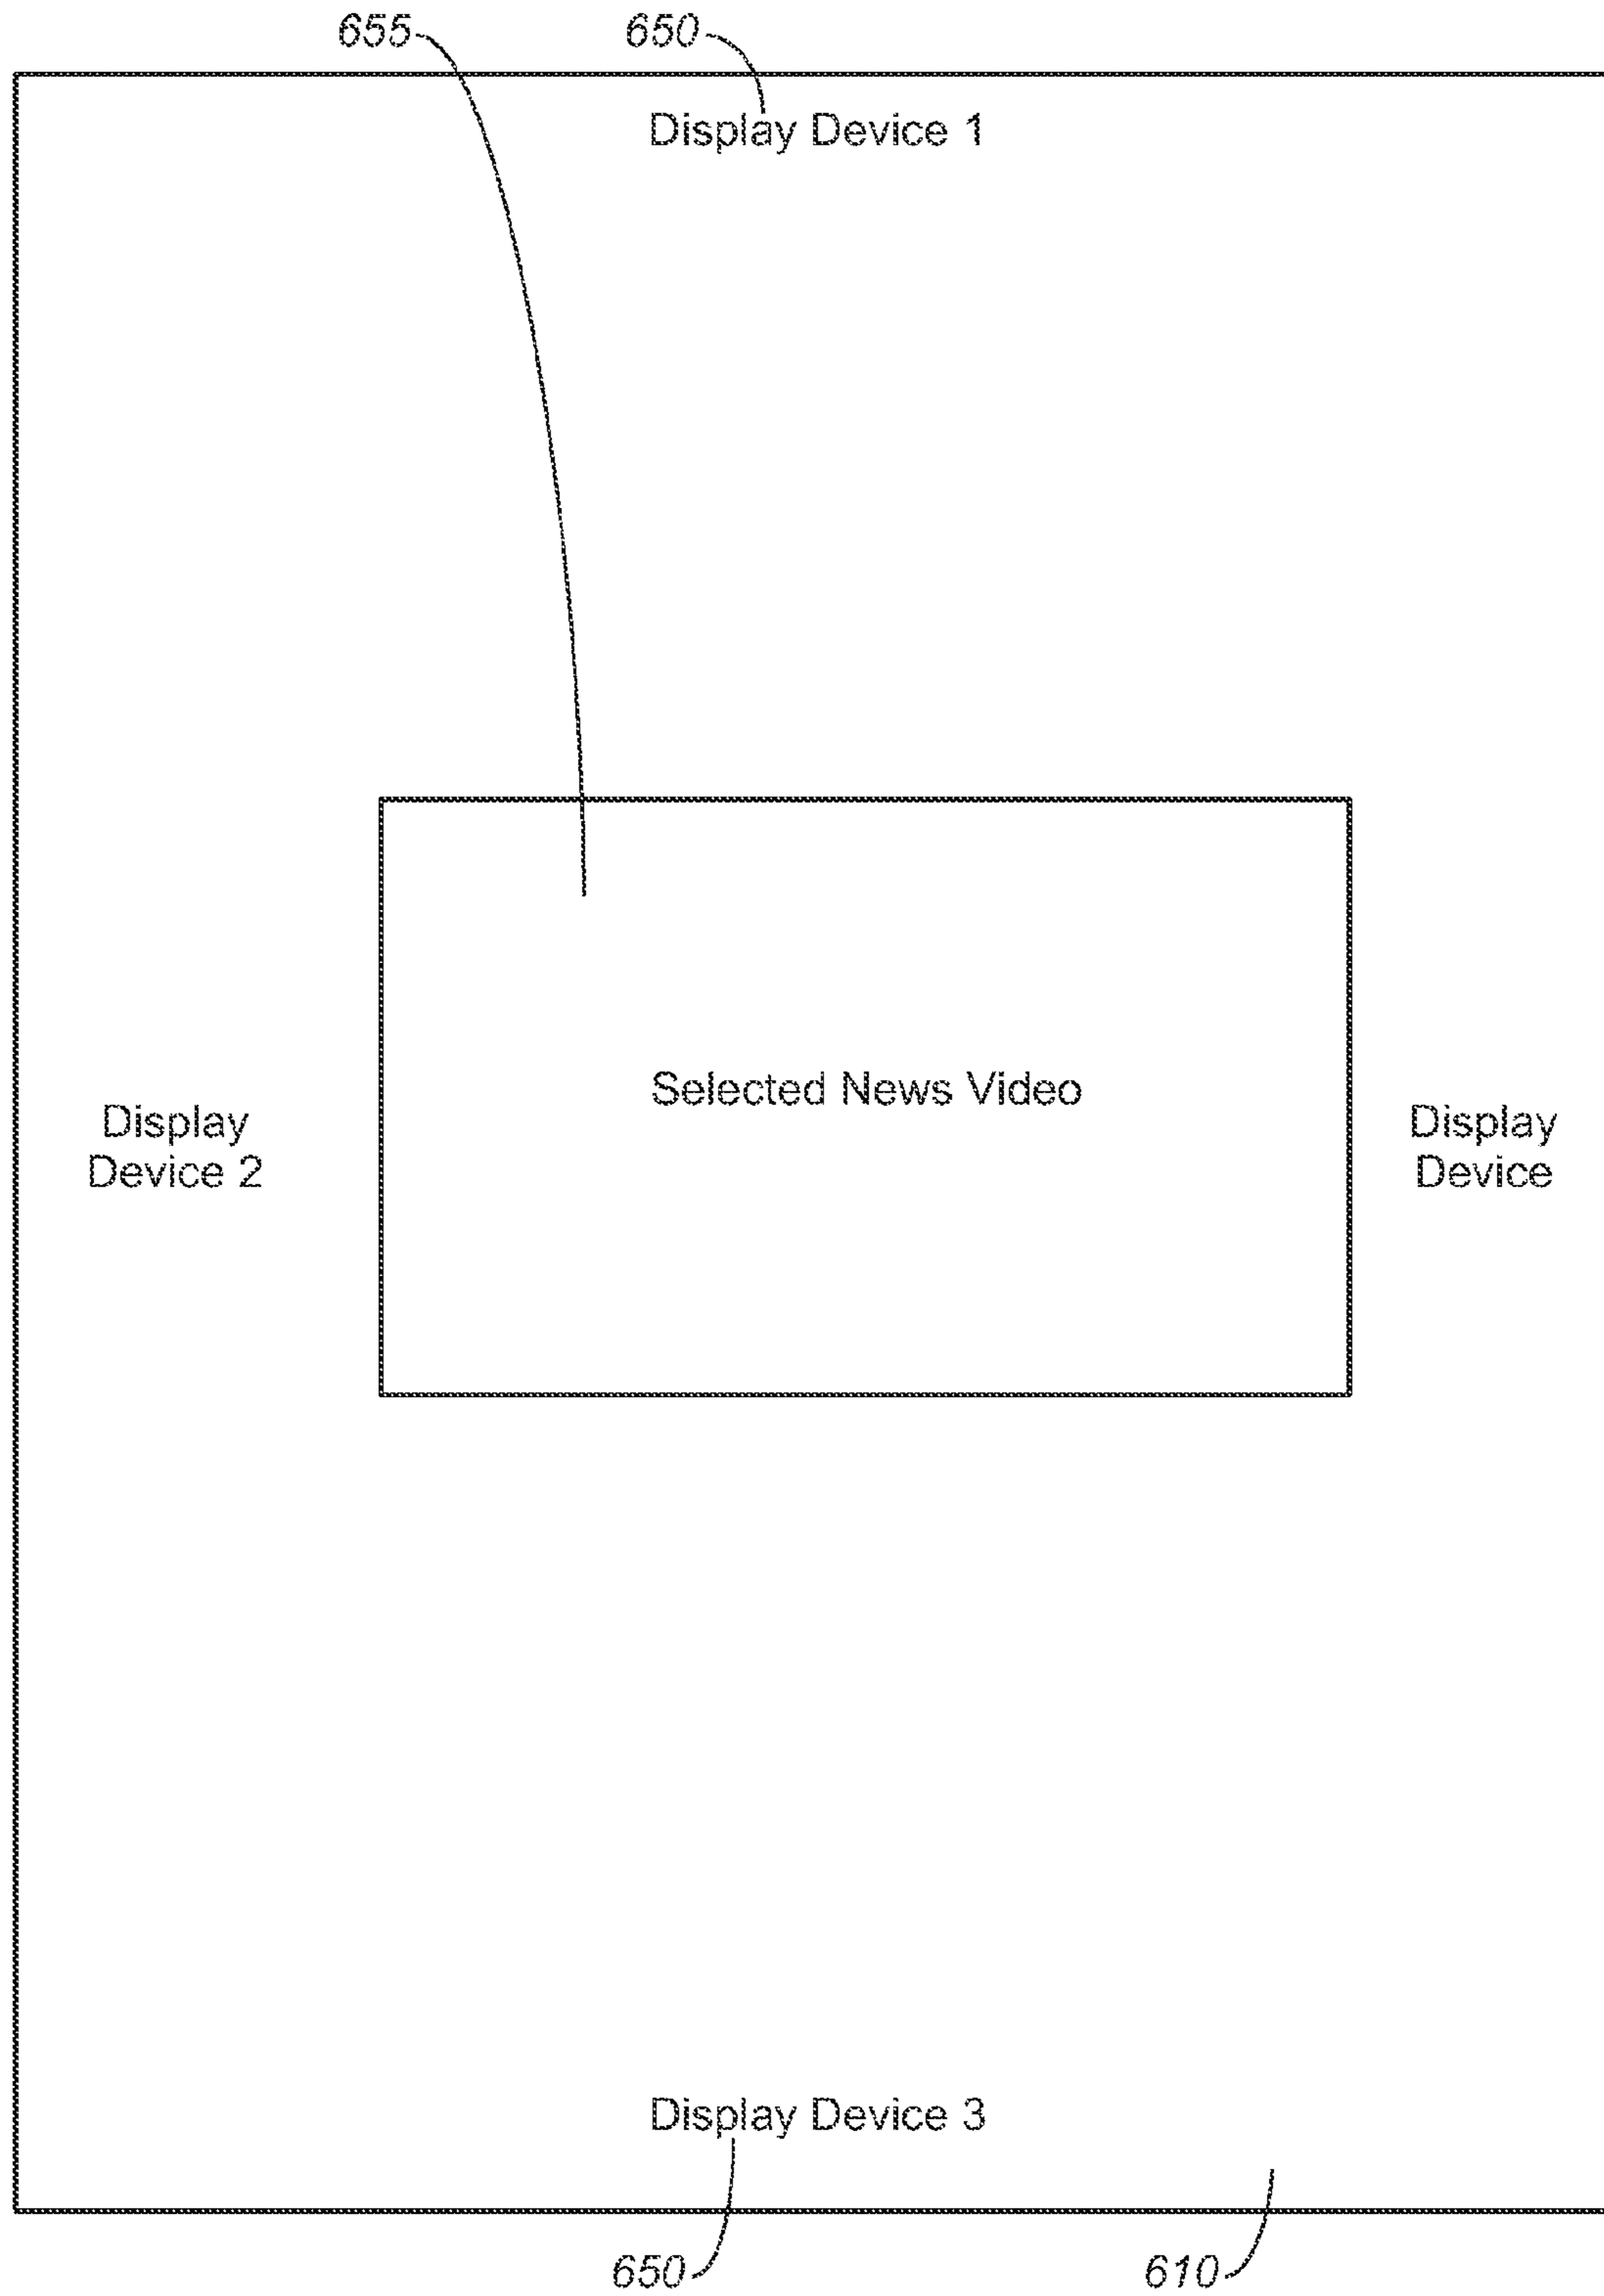 655
650
Display Device 1
Selected News Video
Display
Device 2
Display
Device
Display Device 3
650
610